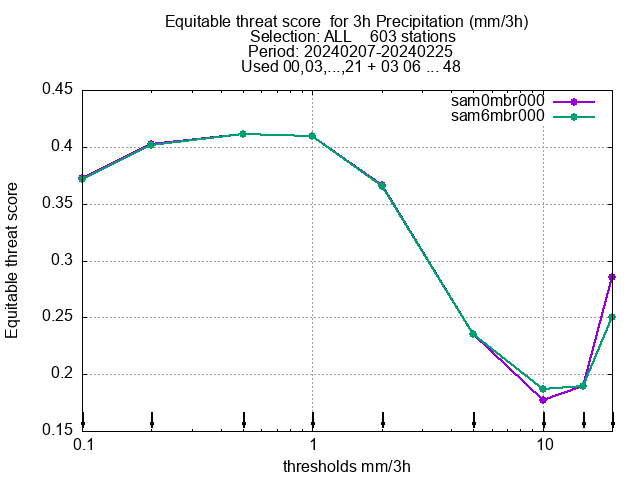 Equitable threat score  for 3h Precipitation (mm/3h)
Selection: ALL    603 stations
Period: 20240207-20240225
Used 00,03,...,21 + 03 06 ... 48
sam0mbr000
sam6mbr000
0.45
0.4
0.35
0.3
0.25
0.2
0.15
Equitable threat score
0.1 1 10
thresholds mm/3h